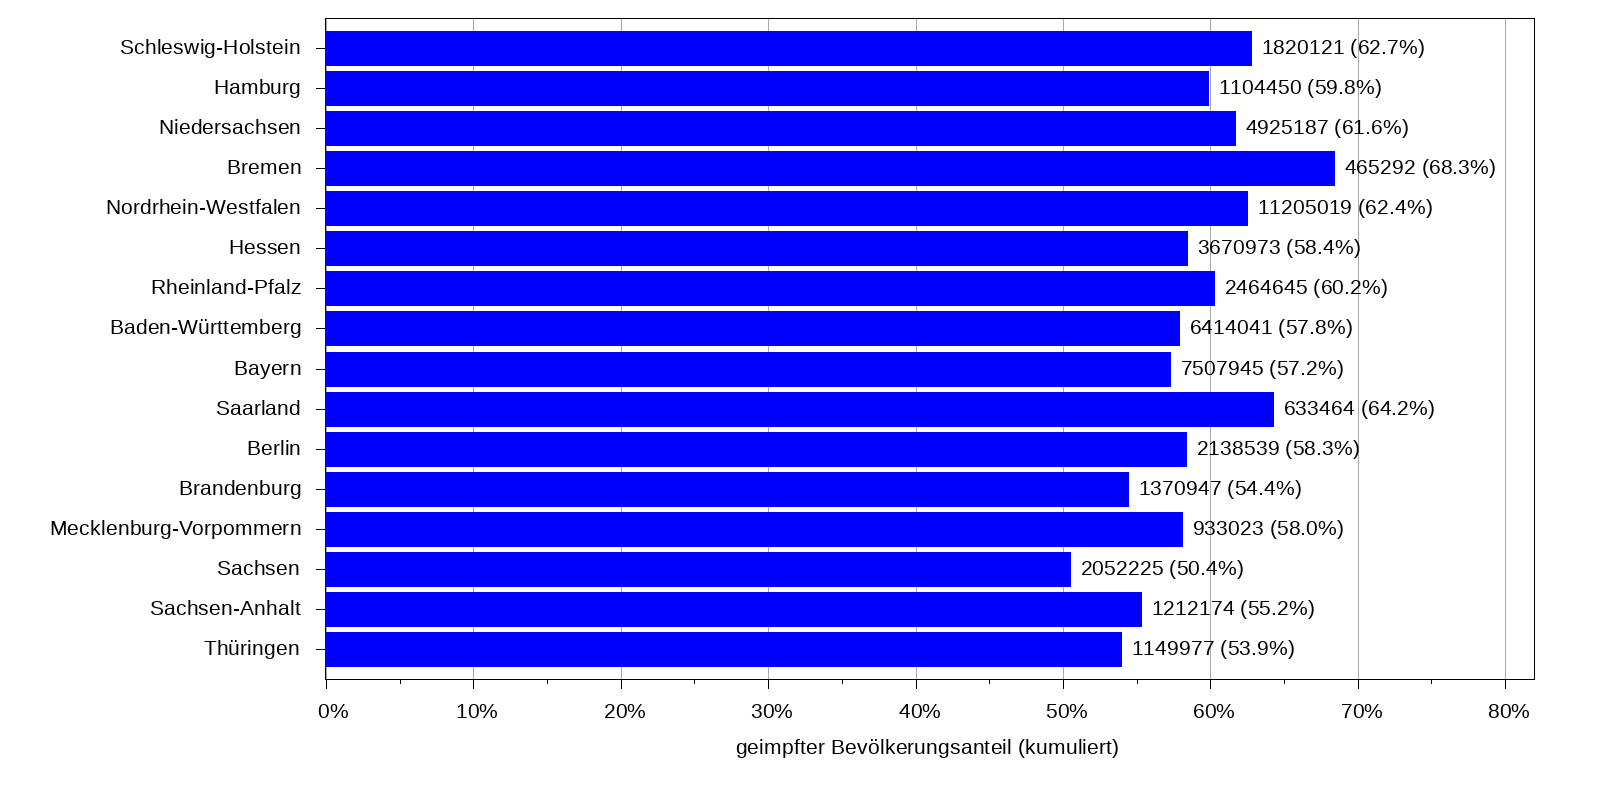 Schleswig-Holstein 1820121 (62.7%)
Hamburg 1104450 (59.8%)
Niedersachsen 4925187 (61.6%)
Bremen 465292 (68.3%)
Nordrhein-Westfalen 11205019 (62.4%)
Hessen 3670973 (58.4%)
Rheinland-Pfalz 2464645 (60.2%)
Baden-Württemberg 6414041 (57.8%)
Bayern 7507945 (57.2%)
Saarland 633464 (64.2%)
Berlin 2138539 (58.3%)
Brandenburg 1370947 (54.4%)
Mecklenburg-Vorpommern 933023 (58.0%)
Sachsen 2052225 (50.4%)
Sachsen-Anhalt 1212174 (55.2%)
Thüringen 1149977 (53.9%)
0% 10% 20% 30% 40% 50% 60% 70% 80%
geimpfter Bevölkerungsanteil (kumuliert)